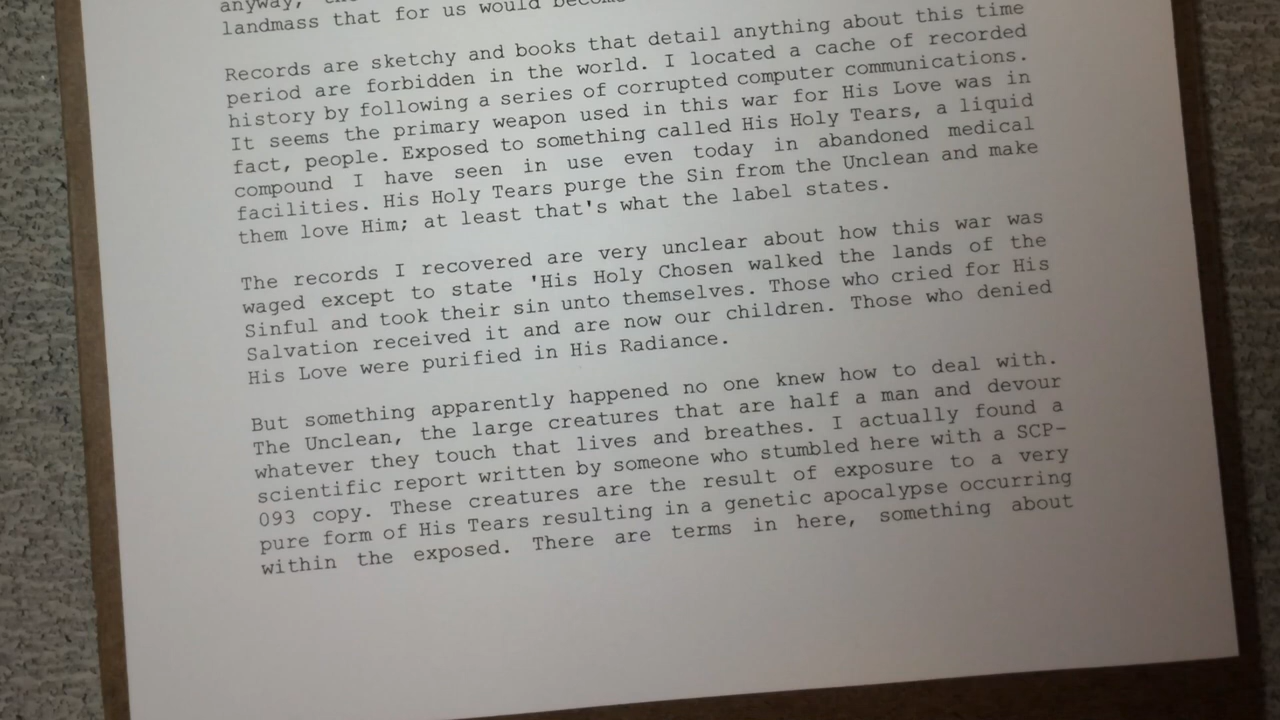 anyway,
landmass that for us would become
Records are sketchy and books that detail anything about this time
period are forbidden in the world. I located a cache of recorded
history by following a series of corrupted computer communications.
It seems the primary weapon used in this war for His Love was in
fact, people. Exposed to something called His Holy Tears, a liquid
compound I have seen in use even today in abandoned medical
facilities. His Holy Tears purge the Sin from the Unclean and make
them love Him; at least that's what the label states.
The records I recovered are very unclear about how this war was
waged except to state 'His Holy Chosen walked the lands of the
Sinful and took their sin unto themselves. Those who cried for His
Salvation received it and are now our children. Those who denied
His Love were purified in His Radiance.
But something apparently happened no one knew how to deal with.
The Unclean, the large creatures that are half a man and devour
whatever they touch that lives and breathes. I actually found a
scientific report written by someone who stumbled here with a SCP-
093 copy. These creatures are the result of exposure to a very
pure form of His Tears resulting in a genetic apocalypse occurring
within the exposed. There are terms in here, something about